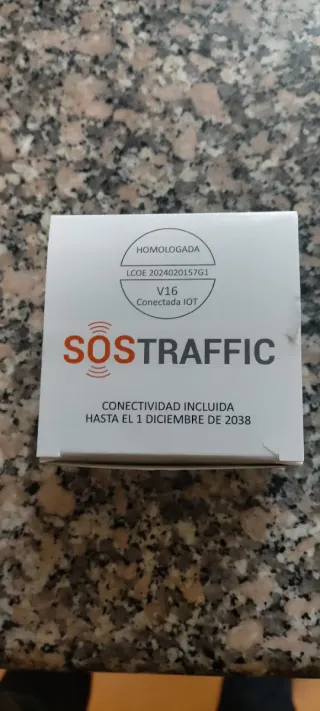 HOMOLOGADA
LCOE 2024020157G1
V16
Conectada IOT
SOSTRAFFIC
CONECTIVIDAD INCLUIDA
HASTA EL 1 DICIEMBRE DE 2038